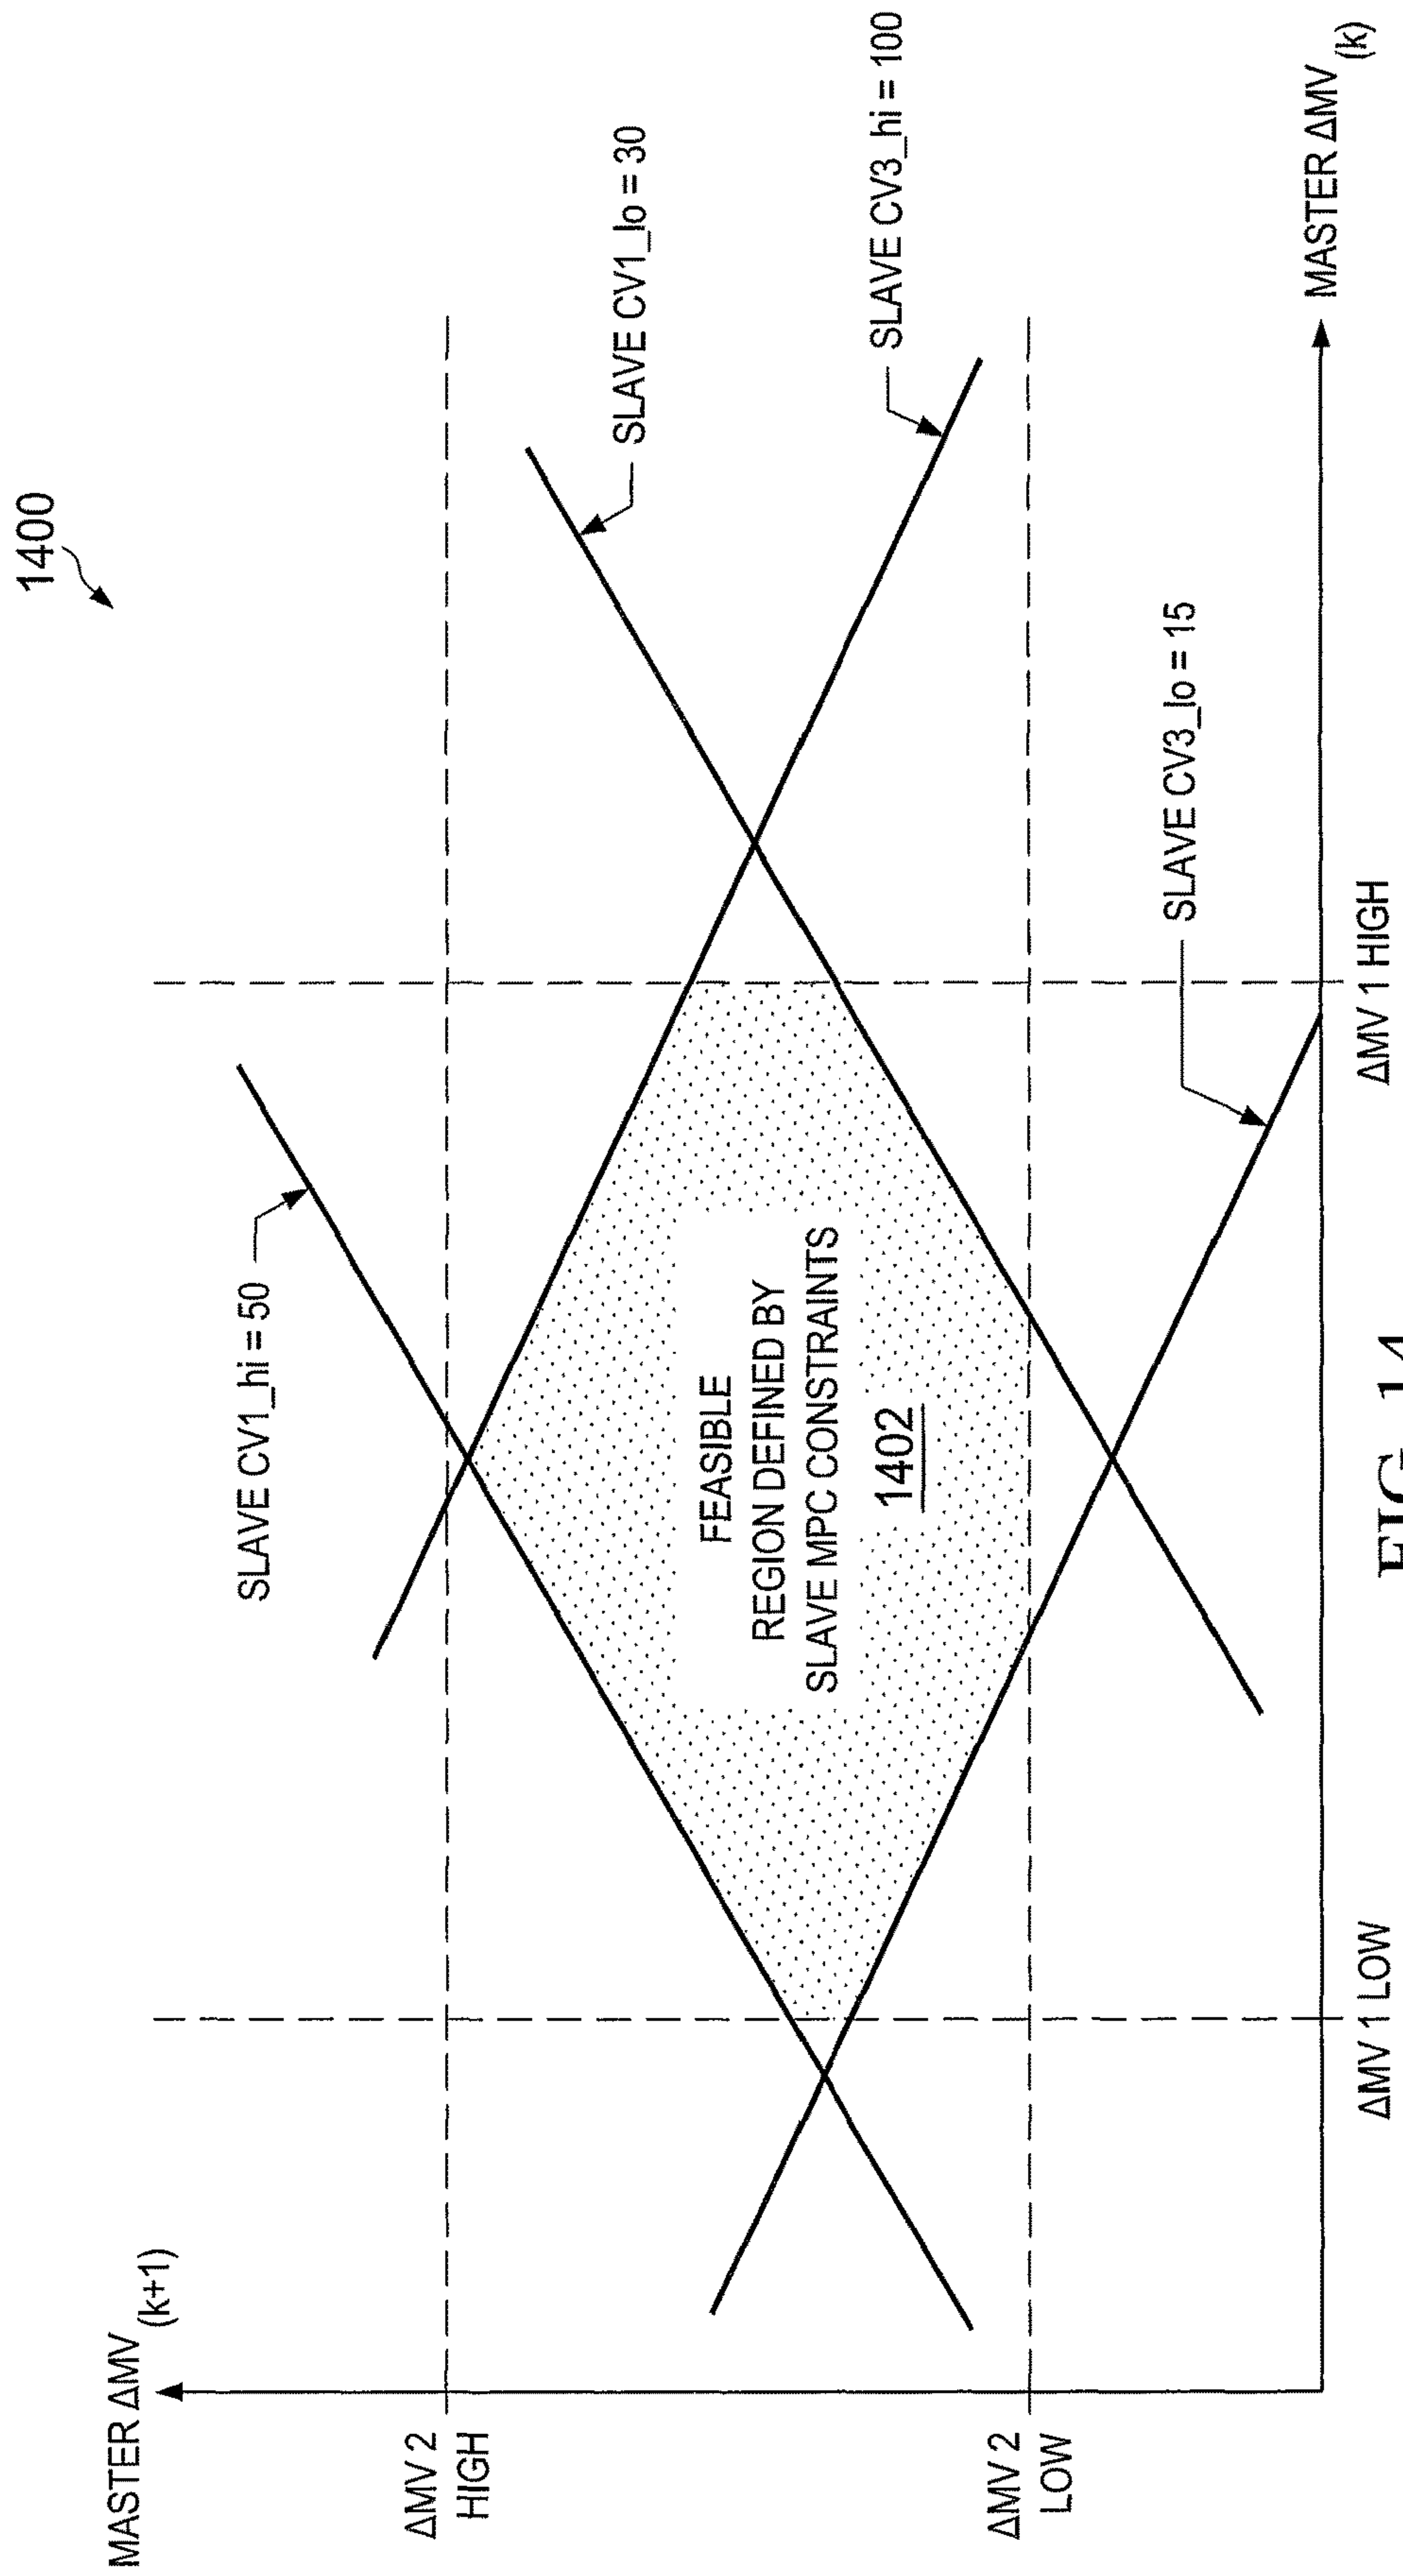 1400
MASTER ΔMV
(k+1)
SLAVE CV1_hi = 50
ΔMV 2
HIGH
SLAVE CV1_lo = 30
FEASIBLE
REGION DEFINED BY
SLAVE MPC CONSTRAINTS
1402
SLAVE CV3_hi = 100
ΔMV 2
LOW
SLAVE CV3_lo = 15
MASTER ΔMV
(k)
ΔMV 1 LOW
ΔMV 1 HIGH
FIG. 14